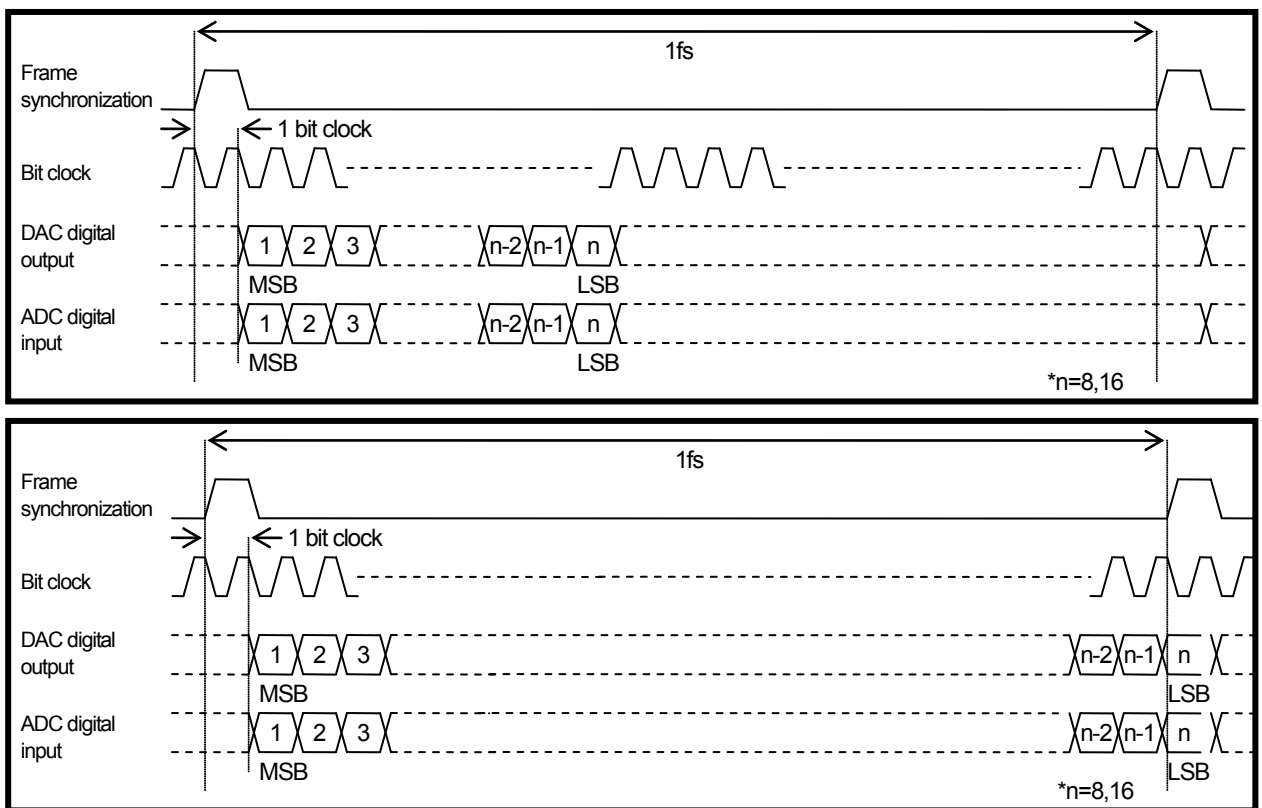 1fs
Frame
synchronization
1 bit clock
Bit clock
DAC digital
output
1 2 3 n-2 n-1 n
MSB LSB
ADC digital
input
1 2 3 n-2 n-1 n
MSB LSB
*n=8,16
1fs
Frame
synchronization
1 bit clock
Bit clock
DAC digital
output
1 2 3 n-2 n-1 n
MSB LSB
ADC digital
input
1 2 3 n-2 n-1 n
MSB LSB
*n=8,16